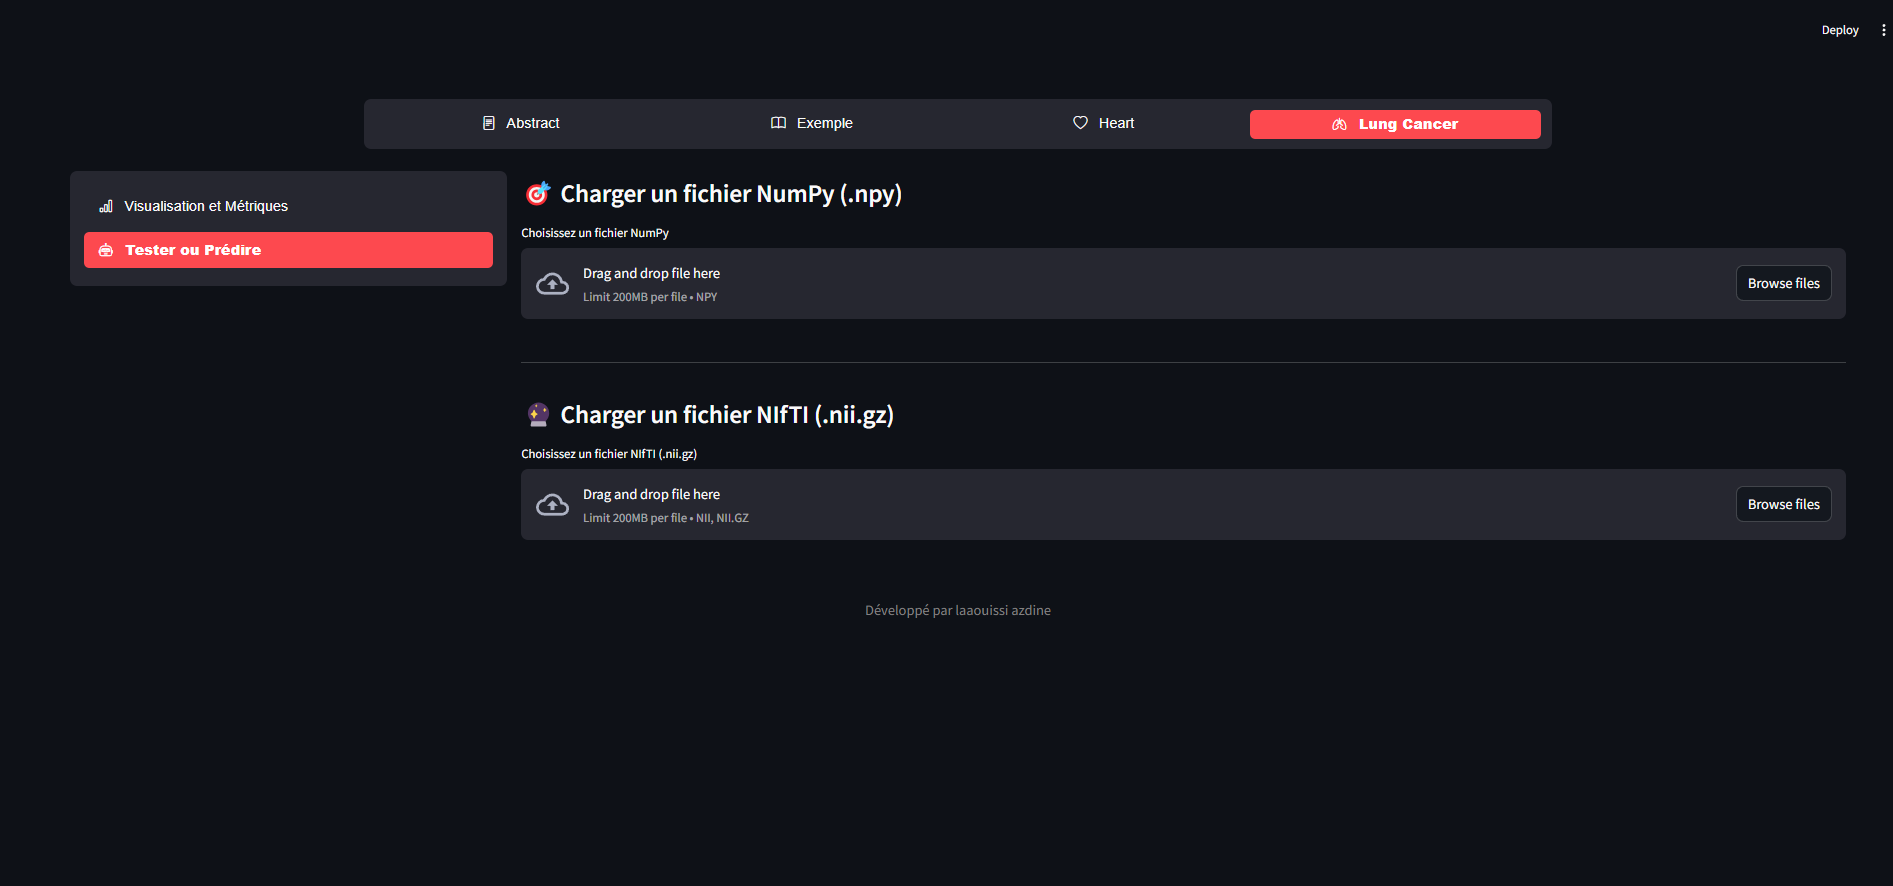 Deploy
Abstract
Exemple
Heart
Lung Cancer
Visualisation et Métriques
Tester ou Prédire
Charger un fichier NumPy (.npy)
Choisissez un fichier NumPy
Drag and drop file here
Limit 200MB per file • NPY
Browse files
Charger un fichier NIfTI (.nii.gz)
Choisissez un fichier NIfTI (.nii.gz)
Drag and drop file here
Limit 200MB per file • NII, NII.GZ
Browse files
Développé par laaouissi azdine